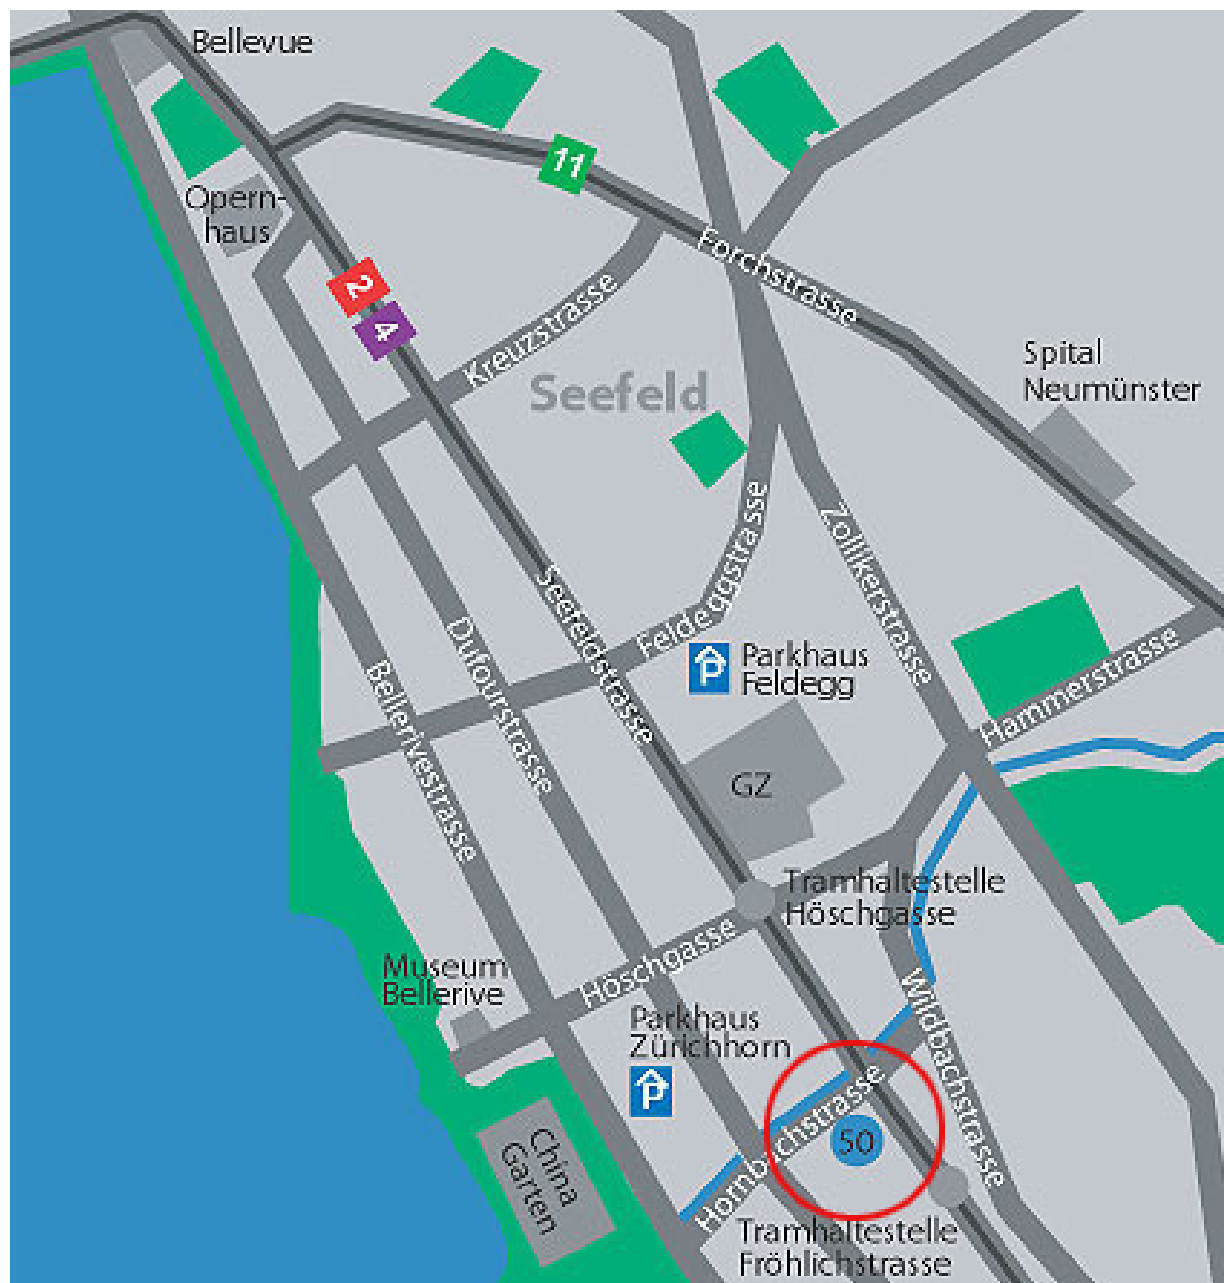 Bellevue
11
Opern-
haus
Forchstrasse
2
4
Kreuzstrasse
Seefeld
Spital
Neumünster
Feldeggstrasse
Zollikerstrasse
Seefeldstrasse
Dufourstrasse
Bellerivestrasse
P
Parkhaus
Feldegg
Hammerstrasse
GZ
Tramhaltestelle
Höschgasse
Höschgasse
Museum
Bellerive
Wildbachstrasse
Parkhaus
Zürichhorn
P
Hornbachstrasse
50
China
Garten
Tramhaltestelle
Fröhlichstrasse